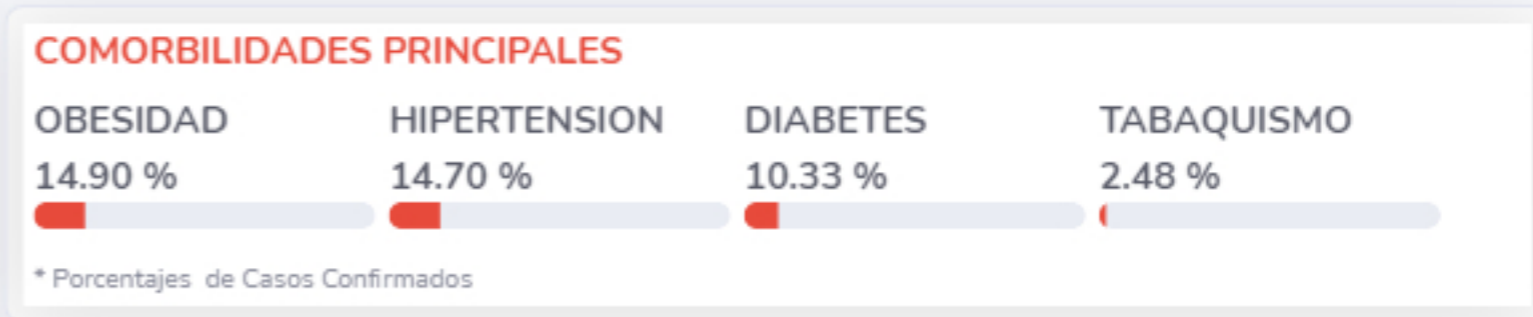 COMORBILIDADES PRINCIPALES
OBESIDAD HIPERTENSION DIABETES TABAQUISMO
14.90 % 14.70 % 10.33 % 2.48 %
* Porcentajes de Casos Confirmados